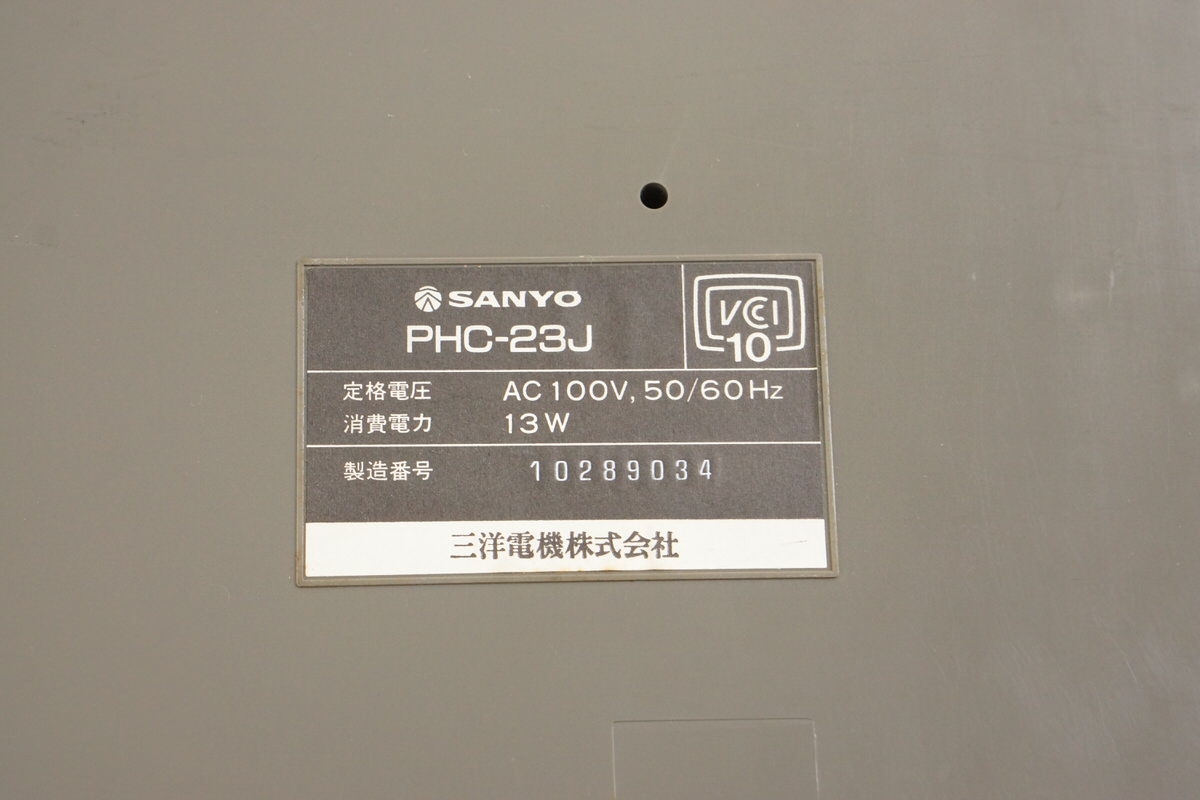 SANYO
PHC-23J
VCCI
10
定格電圧 AC 100V, 50/60Hz
消費電力 13W
製造番号 10289034
三洋電機株式会社